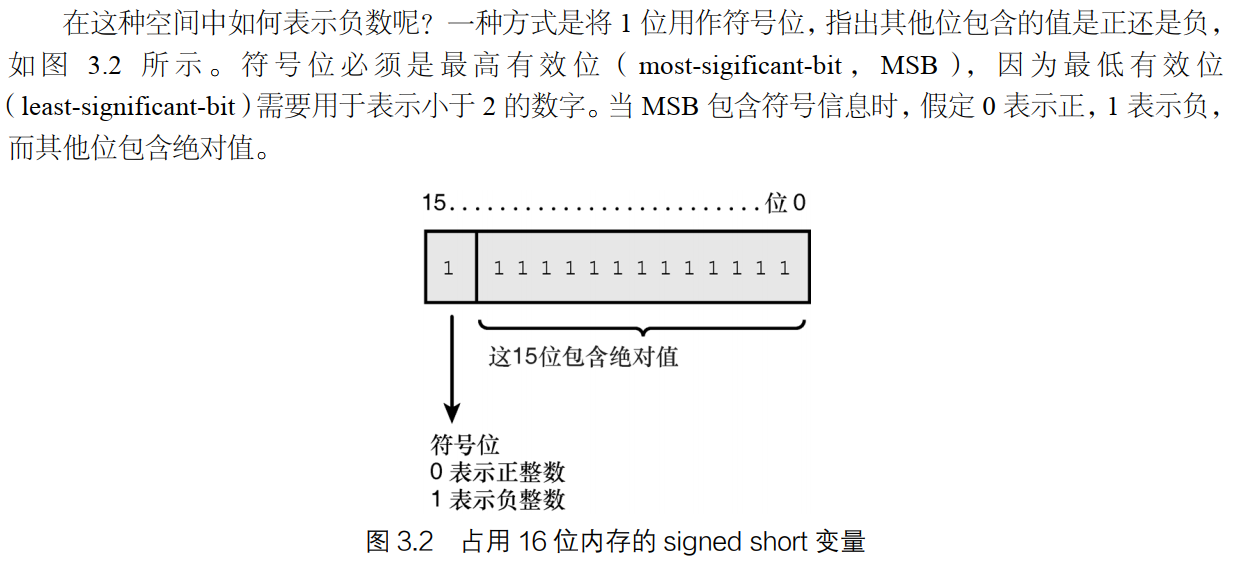 在这种空间中如何表示负数呢？一种方式是将 1 位用作符号位，指出其他位包含的值是正还是负，
如图 3.2 所示。符号位必须是最高有效位（most-sigificant-bit，MSB），因为最低有效位
（least-significant-bit）需要用于表示小于 2 的数字。当 MSB 包含符号信息时，假定 0 表示正，1 表示负，
而其他位包含绝对值。
15.........................位 0
1 1 1 1 1 1 1 1 1 1 1 1 1 1
这15位包含绝对值
符号位
0 表示正整数
1 表示负整数
图 3.2 占用 16 位内存的 signed short 变量